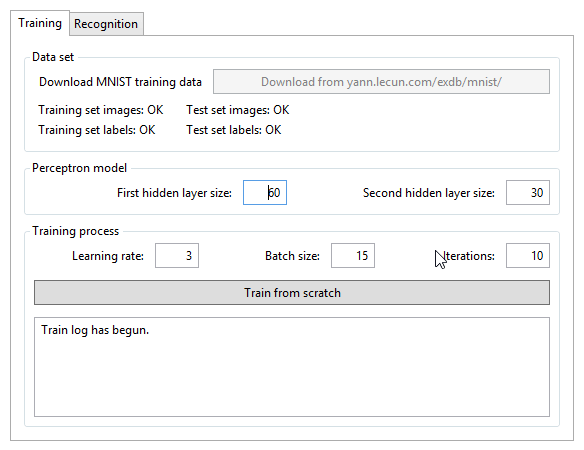 Training Recognition
Data set
Download MNIST training data Download from yann.lecun.com/exdb/mnist/
Training set images: OK Test set images: OK
Training set labels: OK Test set labels: OK
Perceptron model
First hidden layer size: 60 Second hidden layer size: 30
Training process
Learning rate: 3 Batch size: 15 Iterations: 10
Train from scratch
Train log has begun.